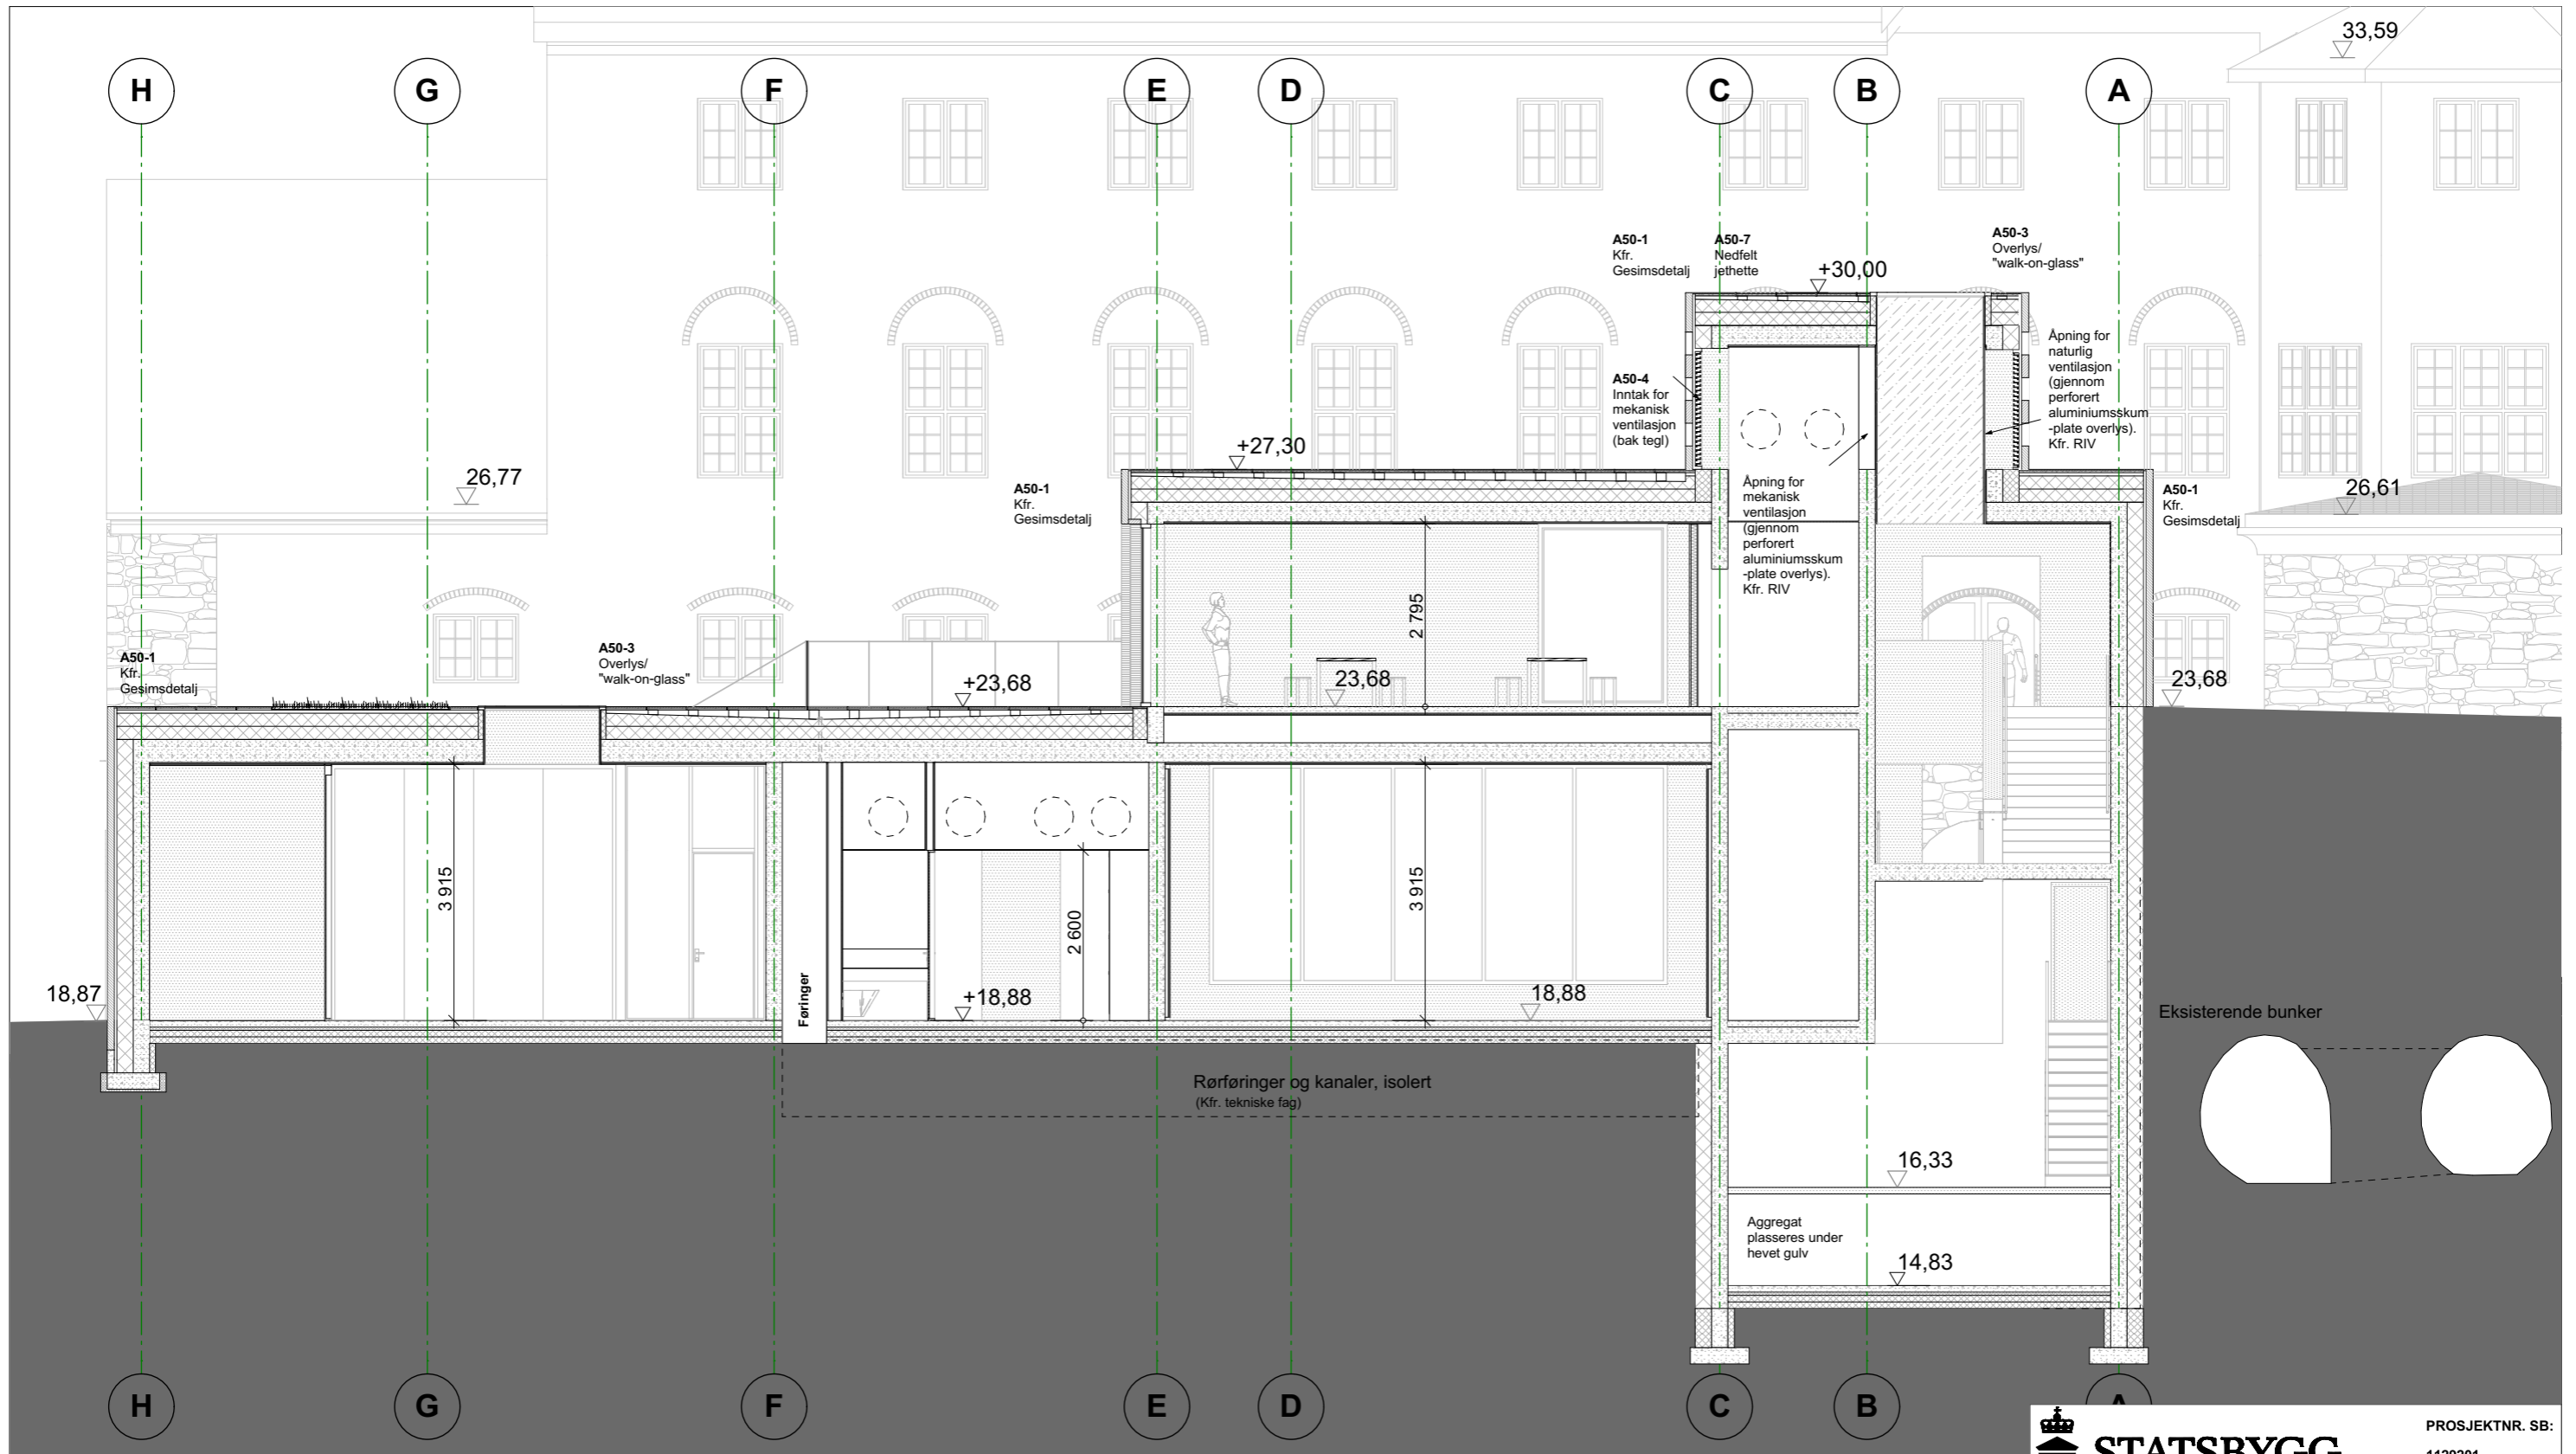 33,59
H
G
F
E
D
C
B
A
A50-1
Kfr.
Gesimsdetalj
A50-7
Nedfelt
jethette
A50-3
Overlys/
"walk-on-glass"
+30,00
Åpning for
naturlig
ventilasjon
(gjennom
perforert
aluminiumsskum
-plate overlys).
Kfr. RIV
A50-4
Inntak for
mekanisk
ventilasjon
(bak tegl)
+27,30
26,77
A50-1
Kfr.
Gesimsdetalj
Åpning for
mekanisk
ventilasjon
(gjennom
perforert
aluminiumsskum
-plate overlys).
Kfr. RIV
A50-1
Kfr.
Gesimsdetalj
26,61
2 795
A50-1
Kfr.
Gesimsdetalj
A50-3
Overlys/
"walk-on-glass"
+23,68
23,68
23,68
3 915
2 600
3 915
18,87
Føringer
+18,88
18,88
Eksisterende bunker
Rørføringer og kanaler, isolert
(Kfr. tekniske fag)
16,33
Aggregat
plasseres under
hevet gulv
14,83
H
G
F
E
D
C
B
A
STATSBYGG
PROSJEKTNR. SB: